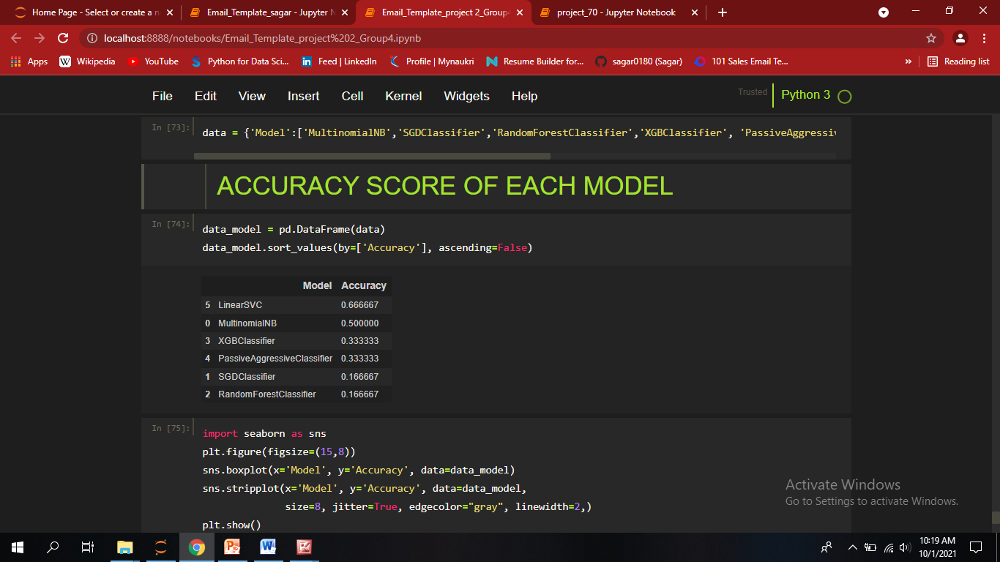 Home Page - Select or create a n
Email_Template_sagar - Jupyter N
Email_Template_project 2_Group4
project_70 - Jupyter Notebook
localhost:8888/notebooks/Email_Template_project%202_Group4.ipynb
Apps
Wikipedia
YouTube
Python for Data Sci...
Feed | LinkedIn
Profile | Mynaukri
Resume Builder for...
sagar0180 (Sagar)
101 Sales Email Te...
»
Reading list
File Edit View Insert Cell Kernel Widgets Help
Trusted
Python 3
In [73]:
data = {'Model':['MultinomialNB','SGDClassifier','RandomForestClassifier','XGBClassifier', 'PassiveAggressiv
ACCURACY SCORE OF EACH MODEL
In [74]:
data_model = pd.DataFrame(data)
data_model.sort_values(by=['Accuracy'], ascending=False)
Model Accuracy
5 LinearSVC 0.666667
0 MultinomialNB 0.500000
3 XGBClassifier 0.333333
4 PassiveAggressiveClassifier 0.333333
1 SGDClassifier 0.166667
2 RandomForestClassifier 0.166667
In [75]:
import seaborn as sns
plt.figure(figsize=(15,8))
sns.boxplot(x='Model', y='Accuracy', data=data_model)
sns.stripplot(x='Model', y='Accuracy', data=data_model,
size=8, jitter=True, edgecolor="gray", linewidth=2,)
plt.show()
Activate Windows
Go to Settings to activate Windows.
10:19 AM
10/1/2021